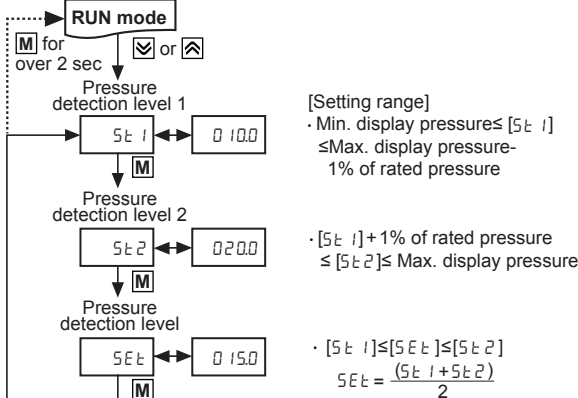 RUN mode
M for
over 2 sec
or
Pressure
detection level 1
St 1
010.0
[Setting range]
· Min. display pressure≤ [St 1]
≤Max. display pressure-
1% of rated pressure
M
Pressure
detection level 2
St2
020.0
· [St 1]+1% of rated pressure
≤ [St2]≤ Max. display pressure
M
Pressure
detection level
SEt
015.0
· [St 1]≤[SEt]≤[St2]
SEt = (St 1+St2)
2
M